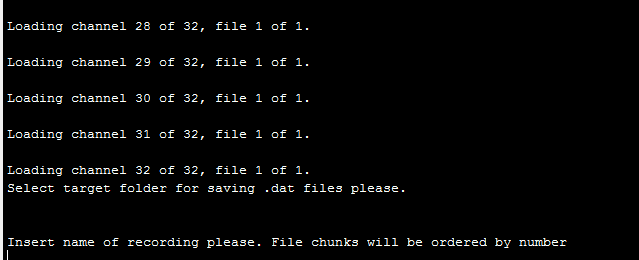 Loading channel 28 of 32, file 1 of 1.
Loading channel 29 of 32, file 1 of 1.
Loading channel 30 of 32, file 1 of 1.
Loading channel 31 of 32, file 1 of 1.
Loading channel 32 of 32, file 1 of 1.
Select target folder for saving .dat files please.
Insert name of recording please. File chunks will be ordered by number